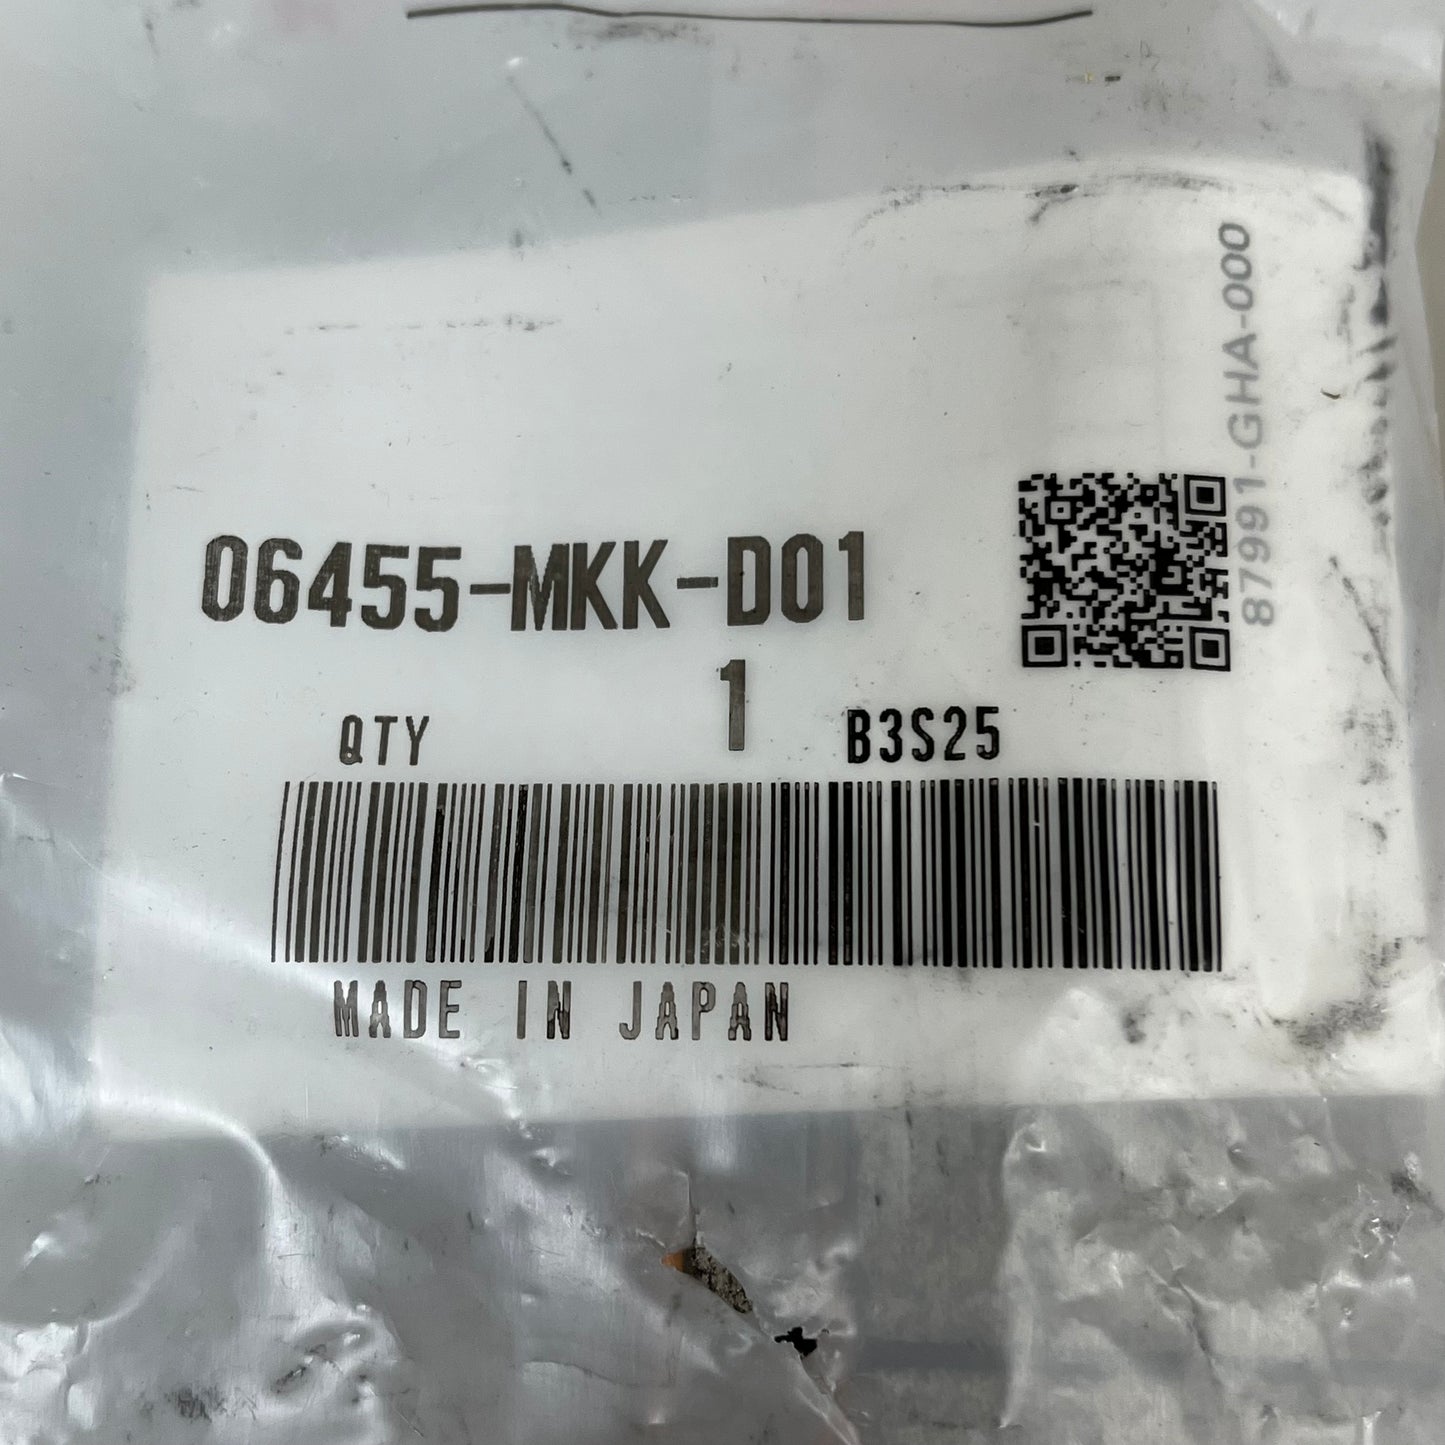 06455-MKK-D01
1
QTY
B3S25
MADE IN JAPAN
87991-GHA-000